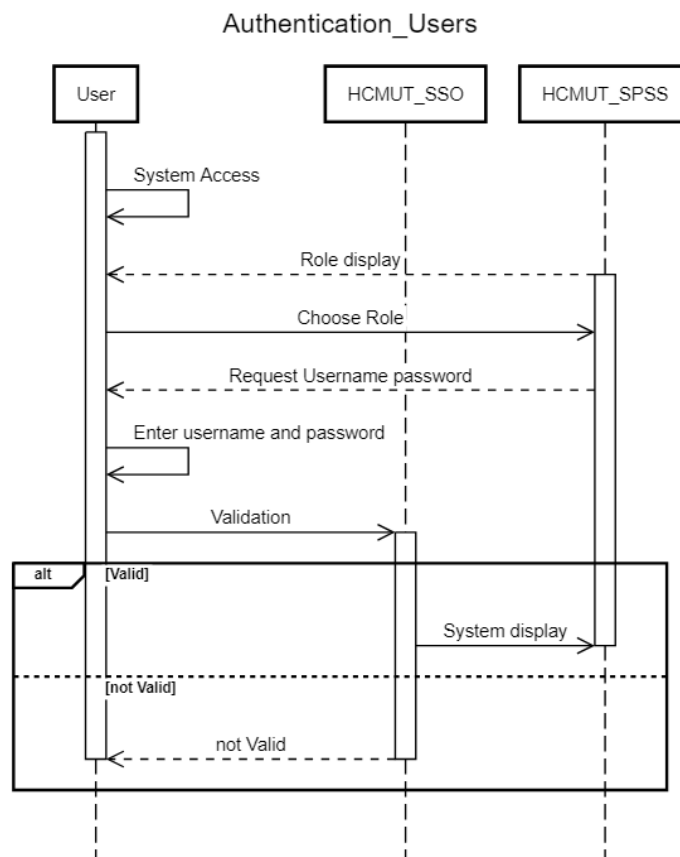 Authentication_Users
User
HCMUT_SSO
HCMUT_SPSS
System Access
Role display
Choose Role
Request Username password
Enter username and password
Validation
alt
[Valid]
System display
[not Valid]
not Valid